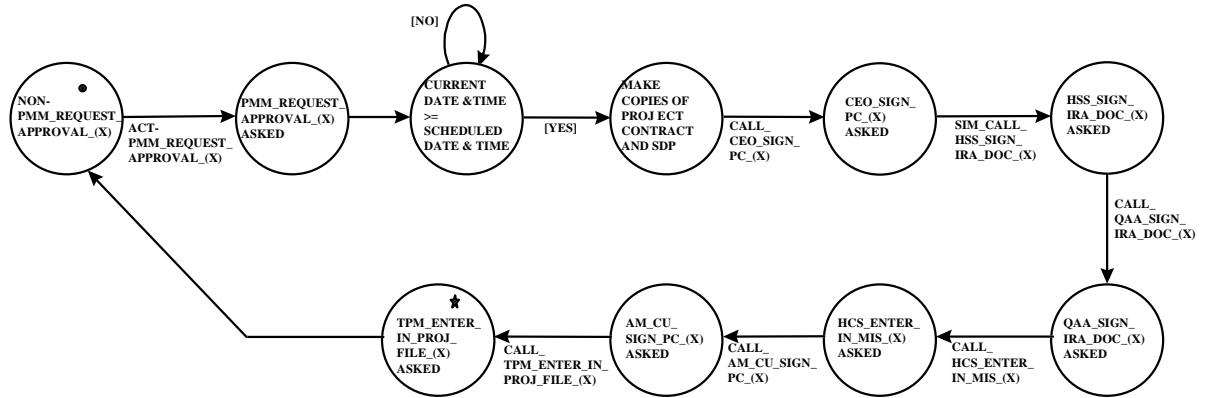 [NO]
NON-
PMM_REQUEST_
APPROVAL_(X)
ACT-
PMM_REQUEST_
APPROVAL_(X)
PMM_REQUEST_
APPROVAL_(X)
ASKED
CURRENT
DATE &TIME
>=
SCHEDULED
DATE & TIME
[YES]
MAKE
COPIES OF
PROJ ECT
CONTRACT
AND SDP
CALL_
CEO_SIGN_
PC_(X)
CEO_SIGN_
PC_(X)
ASKED
SIM_CALL_
HSS_SIGN_
IRA_DOC_(X)
HSS_SIGN_
IRA_DOC_(X)
ASKED
CALL_
QAA_SIGN_
IRA_DOC_(X)
QAA_SIGN_
IRA_DOC_(X)
ASKED
CALL_
HCS_ENTER_
IN_MIS_(X)
HCS_ENTER_
IN_MIS_(X)
ASKED
CALL_
AM_CU_SIGN_
PC_(X)
AM_CU_
SIGN_PC_(X)
ASKED
CALL_
TPM_ENTER_IN_
PROJ_FILE_(X)
TPM_ENTER_
IN_PROJ_
FILE_(X)
ASKED